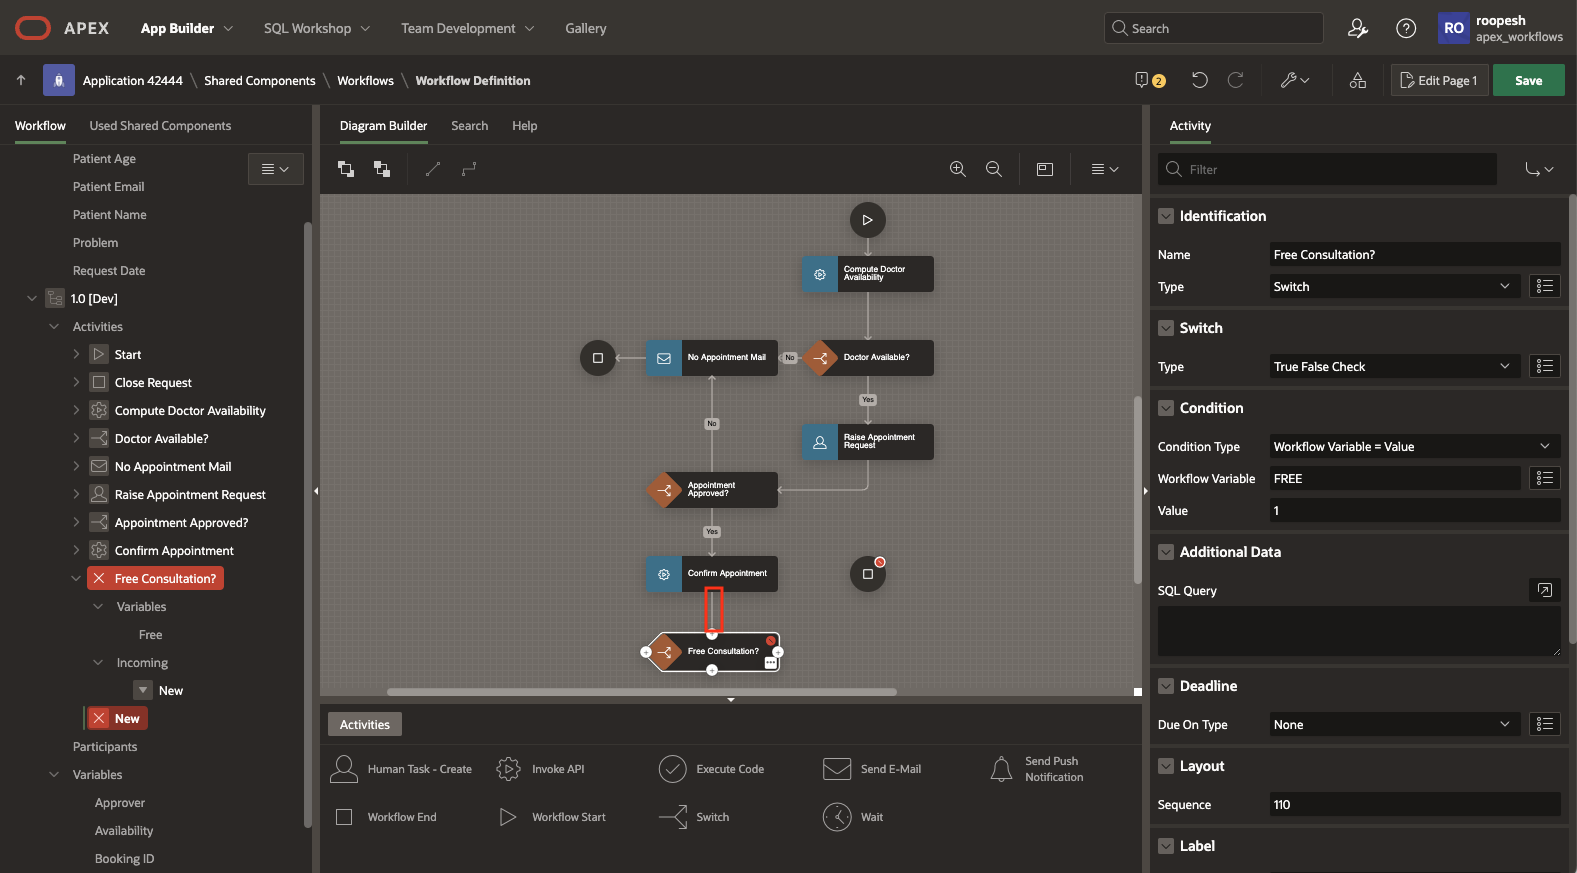 APEX
App Builder
SQL Workshop
Team Development
Gallery
Search
RO
roopesh
apex_workflows
Application 42444 \ Shared Components \ Workflows \ Workflow Definition
2
Edit Page 1
Save
Workflow
Used Shared Components
Patient Age
Patient Email
Patient Name
Problem
Request Date
1.0 [Dev]
Activities
Start
Close Request
Compute Doctor Availability
Doctor Available?
No Appointment Mail
Raise Appointment Request
Appointment Approved?
Confirm Appointment
Free Consultation?
Variables
Free
Incoming
New
New
Participants
Variables
Approver
Availability
Booking ID
Diagram Builder
Search
Help
Compute Doctor
Availability
No Appointment Mail
No
Doctor Available?
Yes
No
Raise Appointment
Request
Appointment
Approved?
Yes
Confirm Appointment
Free Consultation?
Activities
Human Task - Create
Invoke API
Execute Code
Send E-Mail
Send Push
Notification
Workflow End
Workflow Start
Switch
Wait
Activity
Filter
Identification
Name
Free Consultation?
Type
Switch
Switch
Type
True False Check
Condition
Condition Type
Workflow Variable = Value
Workflow Variable
FREE
Value
1
Additional Data
SQL Query
Deadline
Due On Type
None
Layout
Sequence
110
Label